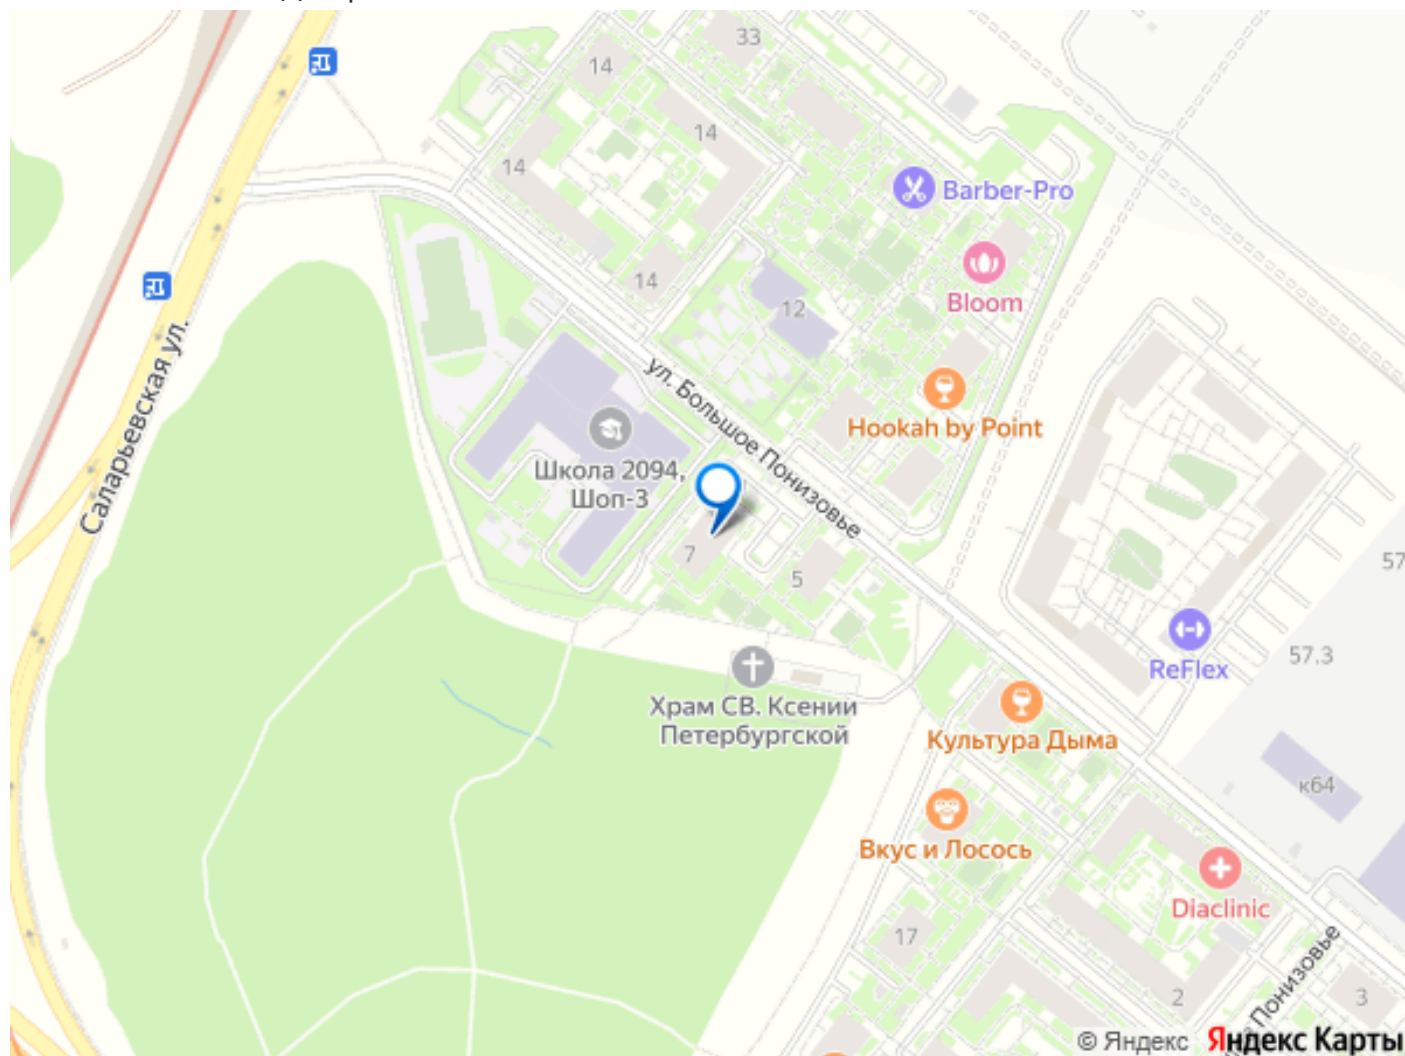 33
14
14
14
Barber-Pro
14
Bloom
12
Саларьевская ул.
ул. Большое Понизовье
Hookah by Point
Школа 2094,
Шоп-3
7
5
57
57.3
ReFlex
Храм СВ. Ксении
Петербургской
Культура Дыма
к64
Вкус и Лосось
Diaclinic
17
2
Понизовье
3
© Яндекс Яндекс Карты